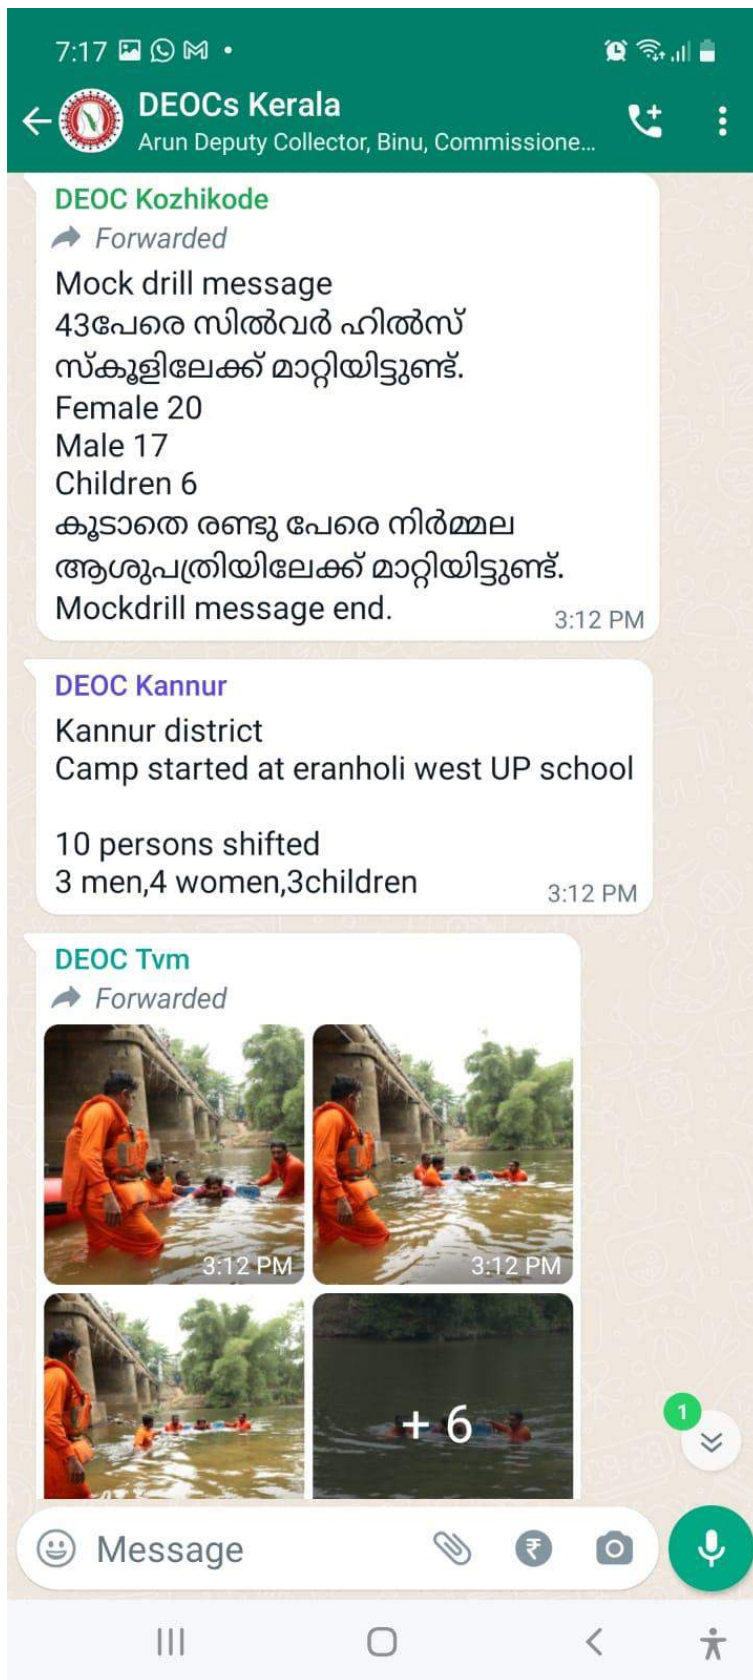 7:17
DEOCs Kerala
Arun Deputy Collector, Binu, Commissione...
DEOC Kozhikode
Forwarded
Mock drill message
43പേരെ സിൽവർ ഹിൽസ്
സ്കൂളിലേക്ക് മാറ്റിയിട്ടുണ്ട്.
Female 20
Male 17
Children 6
കൂടാതെ രണ്ടു പേരെ നിർമ്മല
ആശുപത്രിയിലേക്ക് മാറ്റിയിട്ടുണ്ട്.
Mockdrill message end.
3:12 PM
DEOC Kannur
Kannur district
Camp started at eranholi west UP school
10 persons shifted
3 men,4 women,3children
3:12 PM
DEOC Tvm
Forwarded
3:12 PM
3:12 PM
+ 6
1
Message
₹